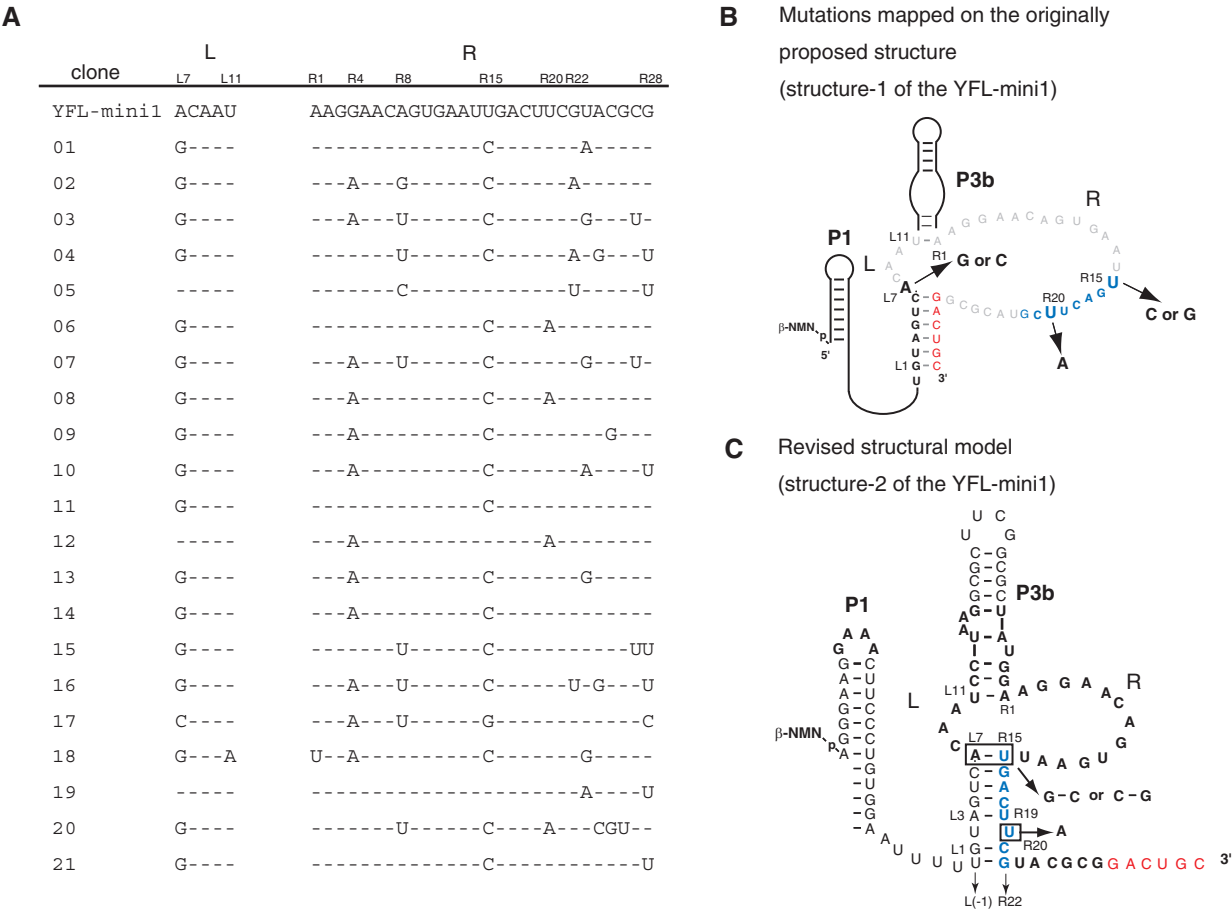 A
L R
clone L7 L11 R1 R4 R8 R15 R20 R22 R28
YFL-mini1 ACAAU AAGGAACAGUGAAUUGACUUCGUACGCG
01 G---- -------------- C------A-----
02 G---- ---A---G------C-----A------
03 G---- ---A---U------C-------G---U-
04 G---- -------U------C------A-G---U
05 ----- -------C-------------U-----U
06 G---- --------------C----A--------
07 G---- ---A---U------C-------G---U-
08 G---- ---A----------C----A--------
09 G---- ---A----------C---------G---
10 G---- ---A----------C-------A-----U
11 G---- --------------C-------------
12 ----- ---A---------------A--------
13 G---- ---A----------C-------G-----
14 G---- ---A----------C-------------
15 -------U------C-----------UU
16 G---- ---A---U------C------U-G---U
17 C---- ---A---U------G------------C
18 G---A U--A----------C-------G-----
19 ----- ----------------------A-----U
20 G---- -------U------C----A---CGU--
21 G---- --------------C------------U
B Mutations mapped on the originally
proposed structure
(structure-1 of the YFL-mini1)
P3b
R
P1
L11 U A A G G A A C A G U G A A U
L A A C R1 G or C
R15 U
L7 A
R20
G A C U U C G U A C G C G
C or G
A
β-NMN p
5'
C U G A U G U
G A C U G C
L1
3'
C Revised structural model
(structure-2 of the YFL-mini1)
U C
U G
C G
G C
C G
G C
P3b
P1
G U
A A A U
A A
G A U
G C
L L11 U A A G G A A R
R1
C
A
G
β-NMN p
A A C
L7 R15
A U U A A G U
G-C or C-G
L3 R19
U A
R20
L1
A A U U U U U G U A C G C G G A C U G C 3'
L(-1) R22